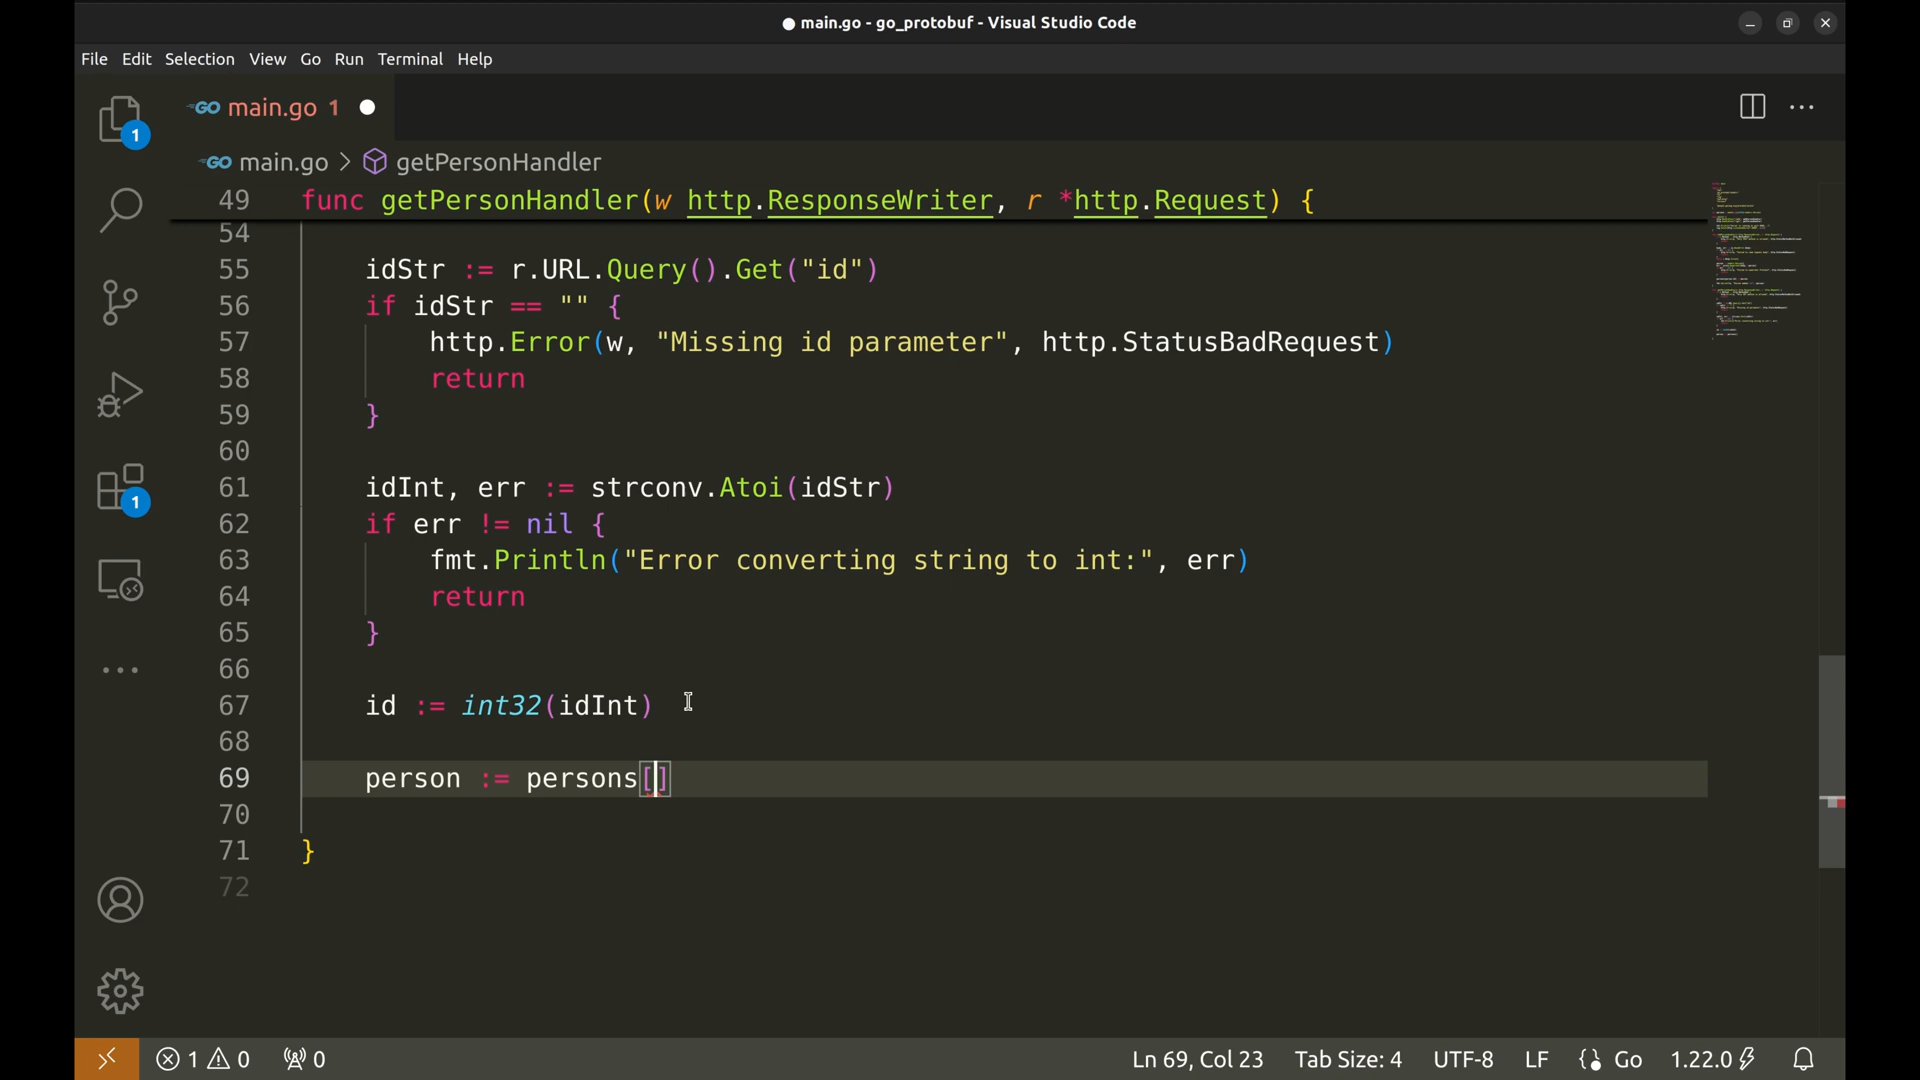 main.go - go_protobuf - Visual Studio Code
File Edit Selection View Go Run Terminal Help
GO main.go 1
GO main.go > getPersonHandler
49 func getPersonHandler(w http.ResponseWriter, r *http.Request) {
54
55 idStr := r.URL.Query().Get("id")
56 if idStr == "" {
57 http.Error(w, "Missing id parameter", http.StatusBadRequest)
58 return
59 }
60
61 idInt, err := strconv.Atoi(idStr)
62 if err != nil {
63 fmt.Println("Error converting string to int:", err)
64 return
65 }
66
67 id := int32(idInt)
68
69 person := persons[]
70
71 }
72
1
1
1 0 0 Ln 69, Col 23 Tab Size: 4 UTF-8 LF Go 1.22.0